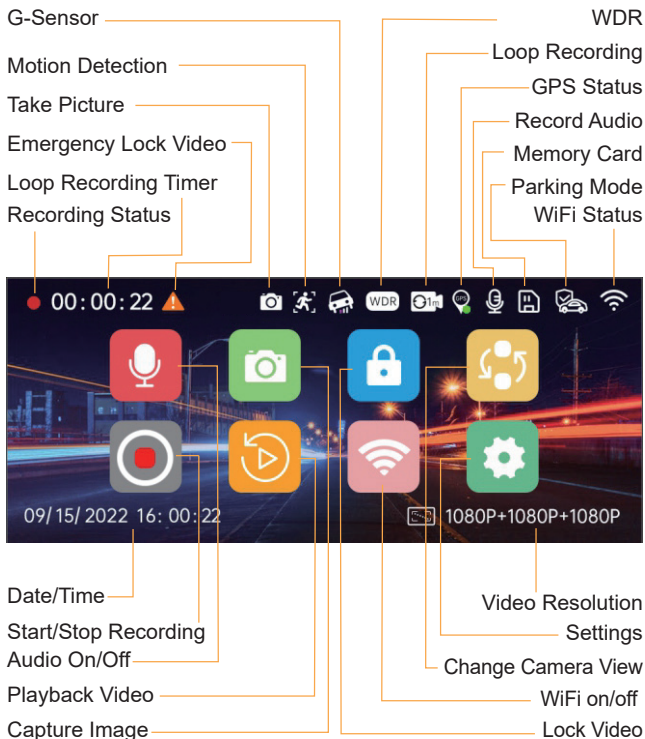 G-Sensor
WDR
Loop Recording
Motion Detection
GPS Status
Take Picture
Record Audio
Emergency Lock Video
Memory Card
Loop Recording Timer
Parking Mode
Recording Status
WiFi Status
00:00:22
WDR
1m
GPS
09/15/2022 16:00:22
1080P+1080P+1080P
Date/Time
Video Resolution
Start/Stop Recording
Settings
Audio On/Off
Change Camera View
Playback Video
WiFi on/off
Capture Image
Lock Video